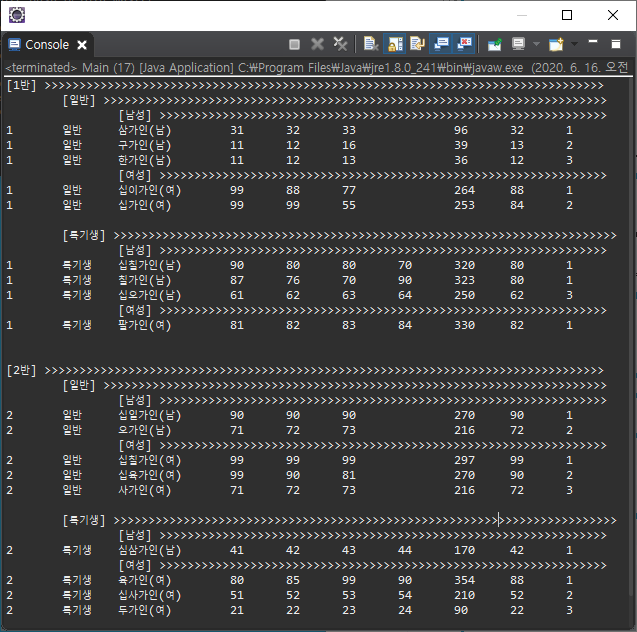 Console
<terminated> Main (17) [Java Application] C:₩Program Files₩Java₩jre1.8.0_241₩bin₩javaw.exe (2020. 6. 16. 오전
[1반] >>>>>>>>>>>>>>>>>>>>>>>>>>>>>>>>>>>>>>>>>>>>>>>>>>>>>>>>>>>>>>>>>>>>>>>>>>>>>>>>
[일반] >>>>>>>>>>>>>>>>>>>>>>>>>>>>>>>>>>>>>>>>>>>>>>>>>>>>>>>>>>>>>>>>>>>>>>>>
[남성] >>>>>>>>>>>>>>>>>>>>>>>>>>>>>>>>>>>>>>>>>>>>>>>>>>>>>>>>>>>>>>>>
1 일반 삼가인(남) 31 32 33 96 32 1
1 일반 구가인(남) 11 12 16 39 13 2
1 일반 한가인(남) 11 12 13 36 12 3
[여성] >>>>>>>>>>>>>>>>>>>>>>>>>>>>>>>>>>>>>>>>>>>>>>>>>>>>>>>>>>>>>>>>
1 일반 십이가인(여) 99 88 77 264 88 1
1 일반 십가인(여) 99 99 55 253 84 2
[특기생] >>>>>>>>>>>>>>>>>>>>>>>>>>>>>>>>>>>>>>>>>>>>>>>>>>>>>>>>>>>>>>>>>>>>>>>>
[남성] >>>>>>>>>>>>>>>>>>>>>>>>>>>>>>>>>>>>>>>>>>>>>>>>>>>>>>>>>>>>>>>>
1 특기생 십칠가인(남) 90 80 80 70 320 80 1
1 특기생 칠가인(남) 87 76 70 90 323 80 1
1 특기생 십오가인(남) 61 62 63 64 250 62 3
[여성] >>>>>>>>>>>>>>>>>>>>>>>>>>>>>>>>>>>>>>>>>>>>>>>>>>>>>>>>>>>>>>>>
1 특기생 팔가인(여) 81 82 83 84 330 82 1
[2반] >>>>>>>>>>>>>>>>>>>>>>>>>>>>>>>>>>>>>>>>>>>>>>>>>>>>>>>>>>>>>>>>>>>>>>>>>>>>>>>>
[일반] >>>>>>>>>>>>>>>>>>>>>>>>>>>>>>>>>>>>>>>>>>>>>>>>>>>>>>>>>>>>>>>>>>>>>>>>
[남성] >>>>>>>>>>>>>>>>>>>>>>>>>>>>>>>>>>>>>>>>>>>>>>>>>>>>>>>>>>>>>>>>
2 일반 십일가인(남) 90 90 90 270 90 1
2 일반 오가인(남) 71 72 73 216 72 2
[여성] >>>>>>>>>>>>>>>>>>>>>>>>>>>>>>>>>>>>>>>>>>>>>>>>>>>>>>>>>>>>>>>>
2 일반 십칠가인(여) 99 99 99 297 99 1
2 일반 십육가인(여) 99 90 81 270 90 2
2 일반 사가인(여) 71 72 73 216 72 3
[특기생] >>>>>>>>>>>>>>>>>>>>>>>>>>>>>>>>>>>>>>>>>>>>>>>>>>>>>>>>>>>>>>>>>>>>>>>>
[남성] >>>>>>>>>>>>>>>>>>>>>>>>>>>>>>>>>>>>>>>>>>>>>>>>>>>>>>>>>>>>>>>>
2 특기생 십삼가인(남) 41 42 43 44 170 42 1
[여성] >>>>>>>>>>>>>>>>>>>>>>>>>>>>>>>>>>>>>>>>>>>>>>>>>>>>>>>>>>>>>>>>
2 특기생 육가인(여) 80 85 99 90 354 88 1
2 특기생 십사가인(여) 51 52 53 54 210 52 2
2 특기생 두가인(여) 21 22 23 24 90 22 3